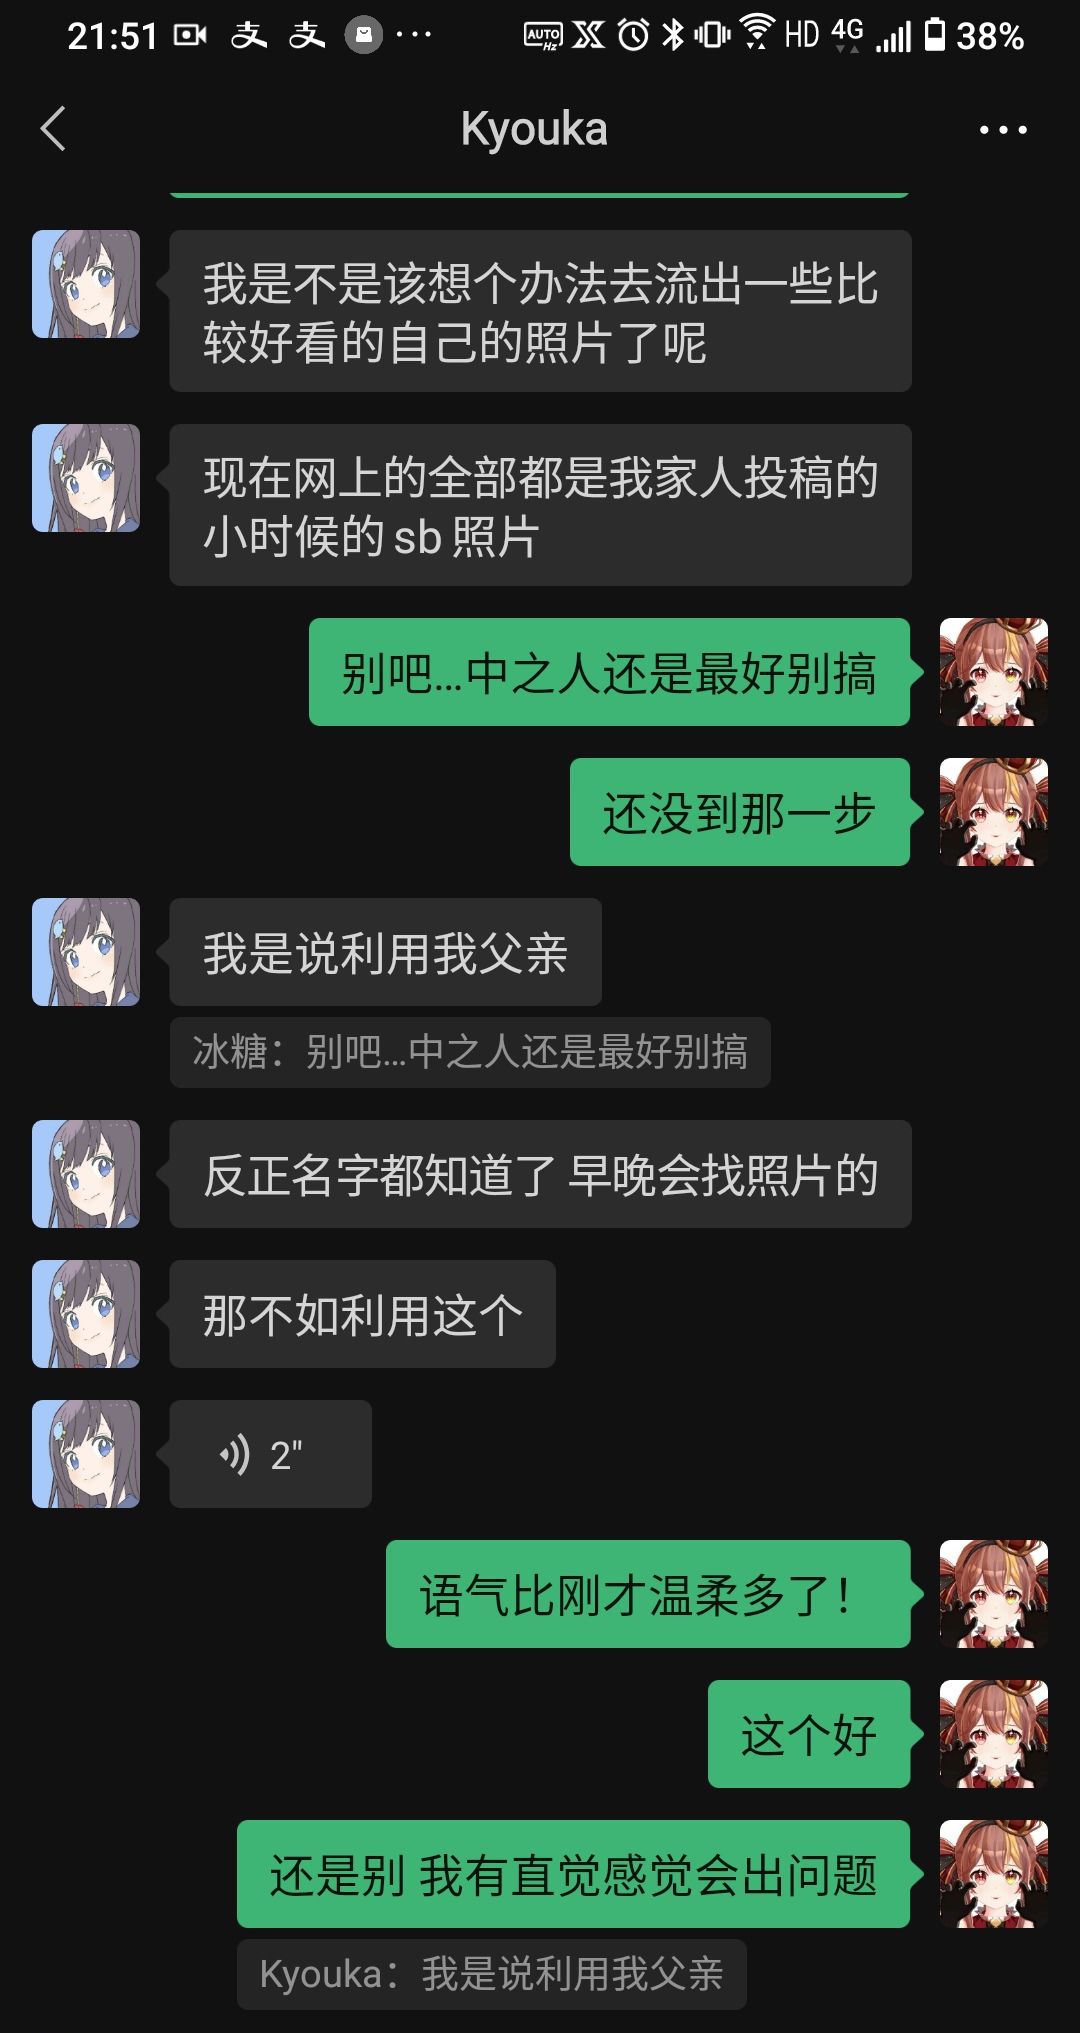 21:51
AUTO Hz
HD 4G 38%
Kyouka
我是不是该想个办法去流出一些比
较好看的自己的照片了呢
现在网上的全部都是我家人投稿的
小时候的 sb 照片
别吧...中之人还是最好别搞
还没到那一步
我是说利用我父亲
冰糖：别吧...中之人还是最好别搞
反正名字都知道了 早晚会找照片的
那不如利用这个
2"
语气比刚才温柔多了！
这个好
还是别 我有直觉感觉会出问题
Kyouka：我是说利用我父亲